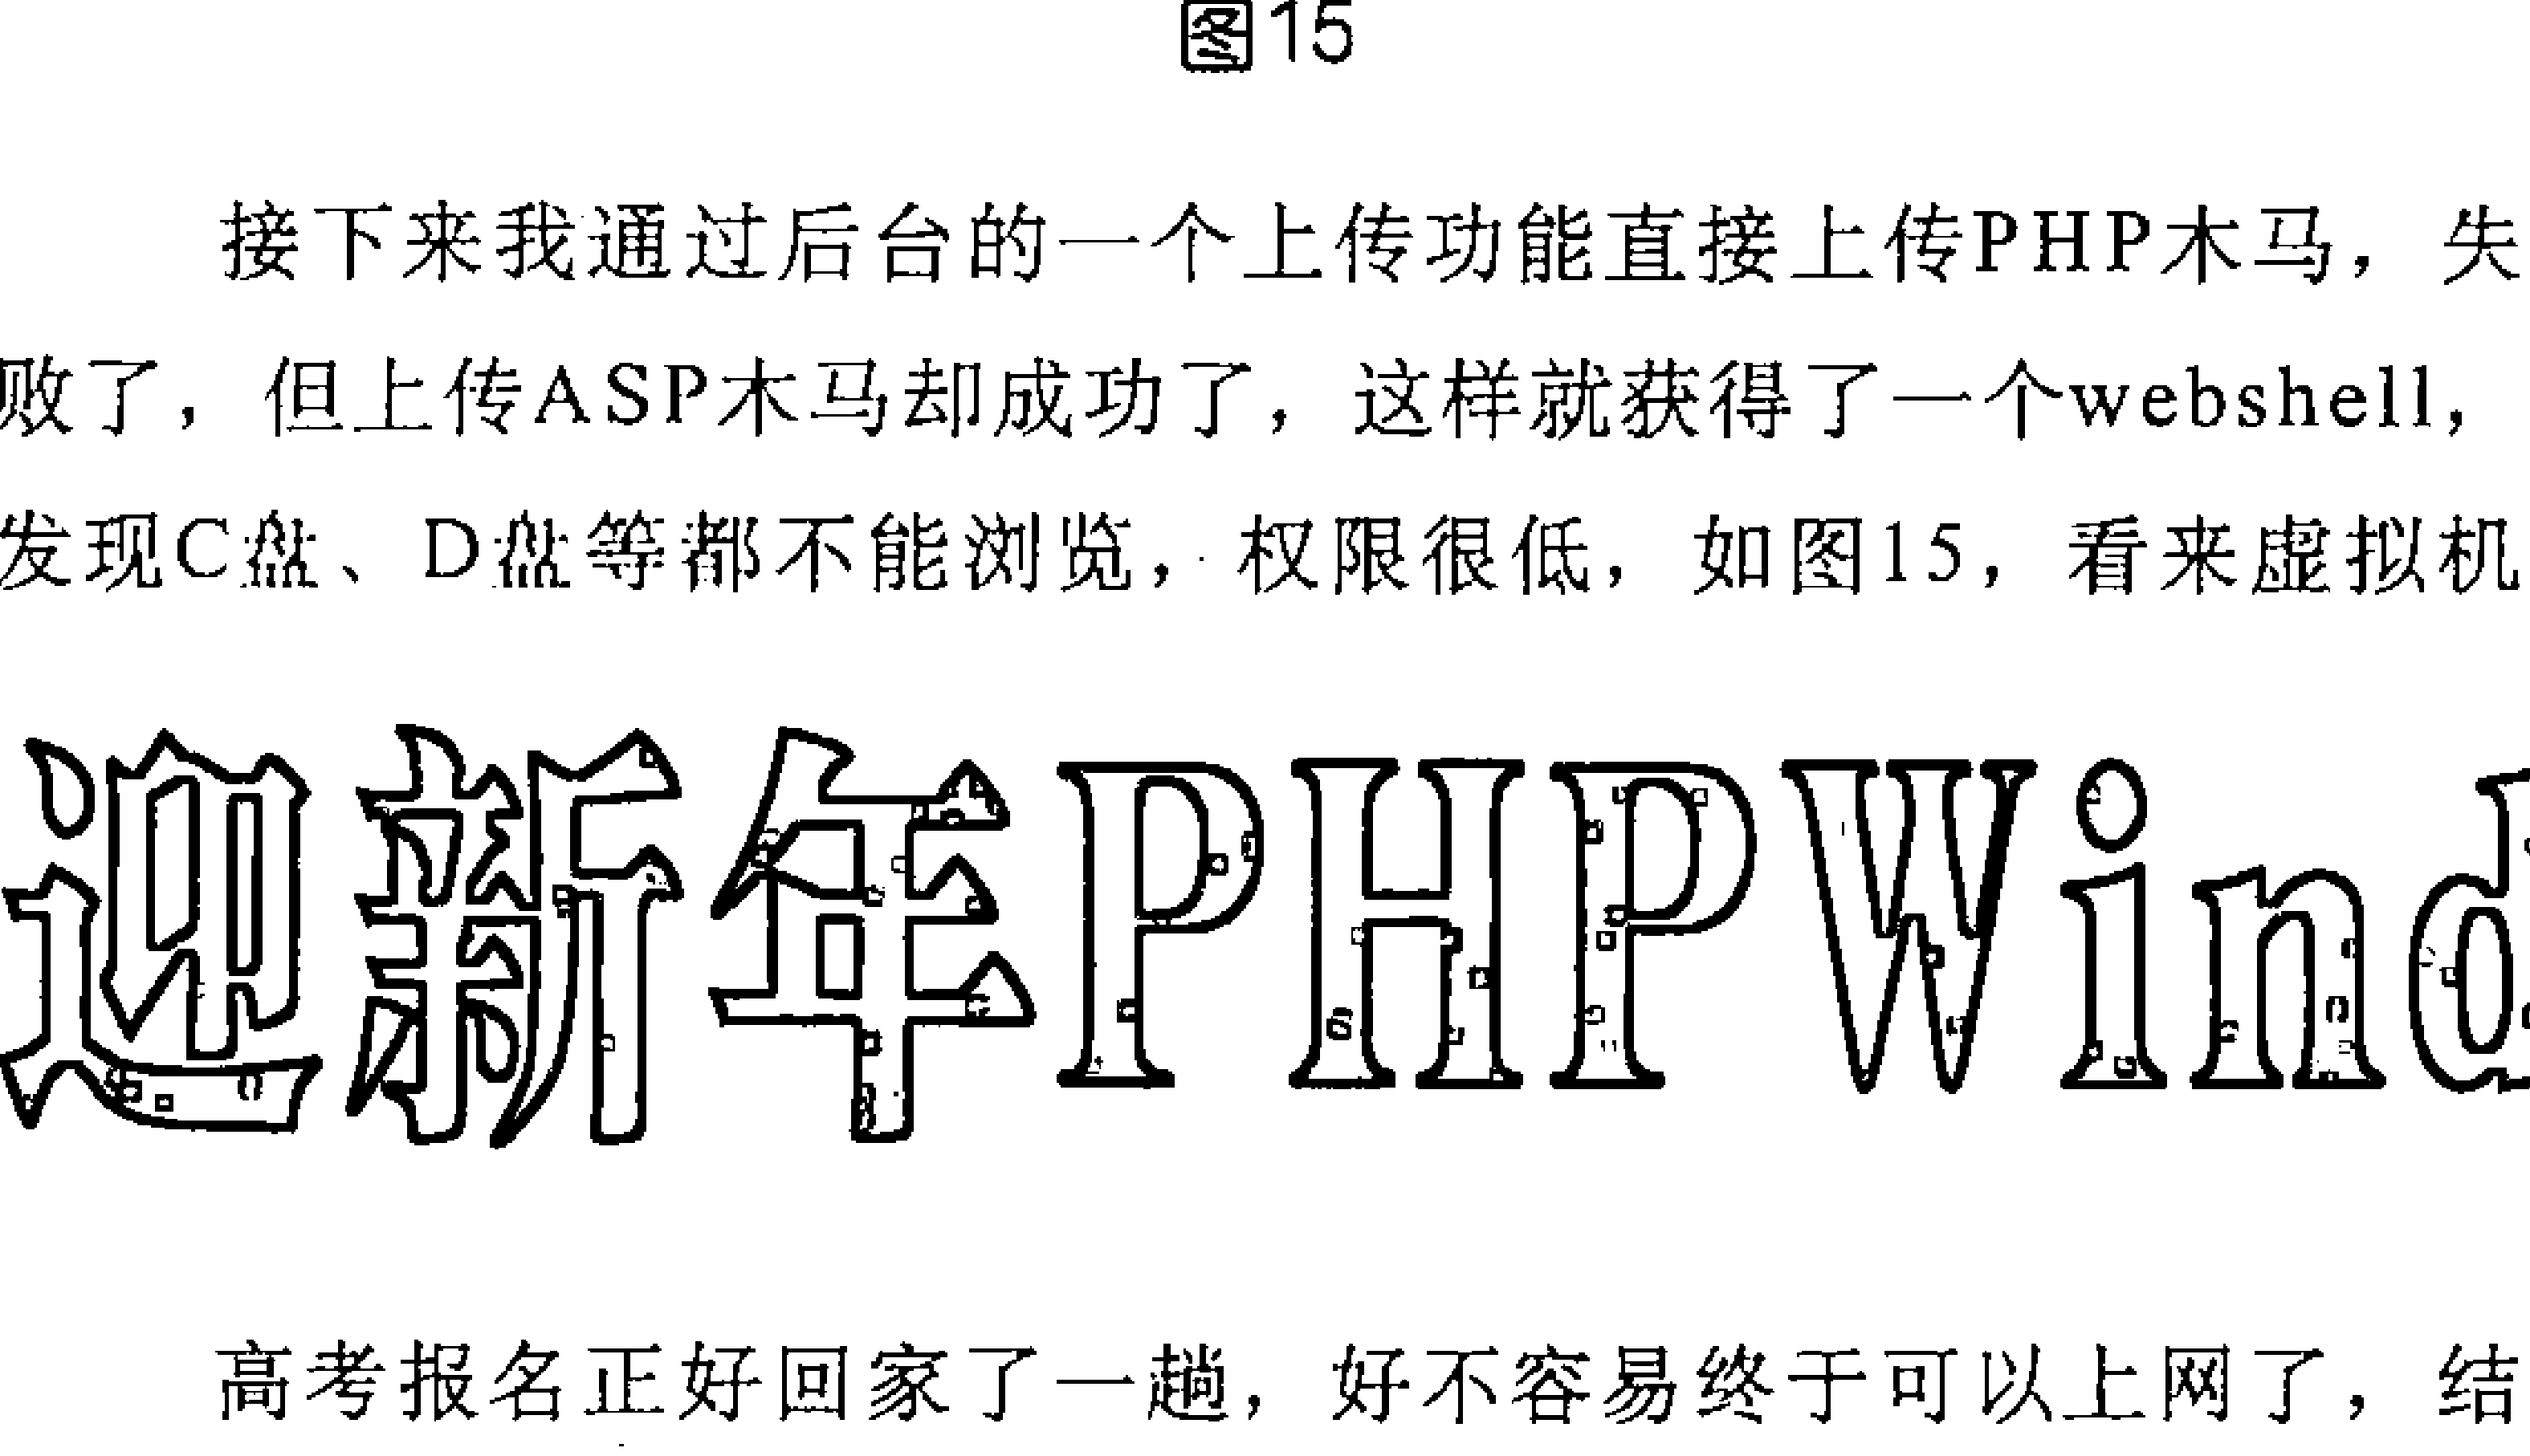 图15
接下来我通过后台的一个上传功能直接上传PHP木马，失
败了，但上传ASP木马却成功了，这样就获得了一个webshell，
发现C盘、D盘等都不能浏览，权限很低，如图15，看来虚拟机
迎新年PHPWind
高考报名正好回家了一趟，好不容易终于可以上网了，结